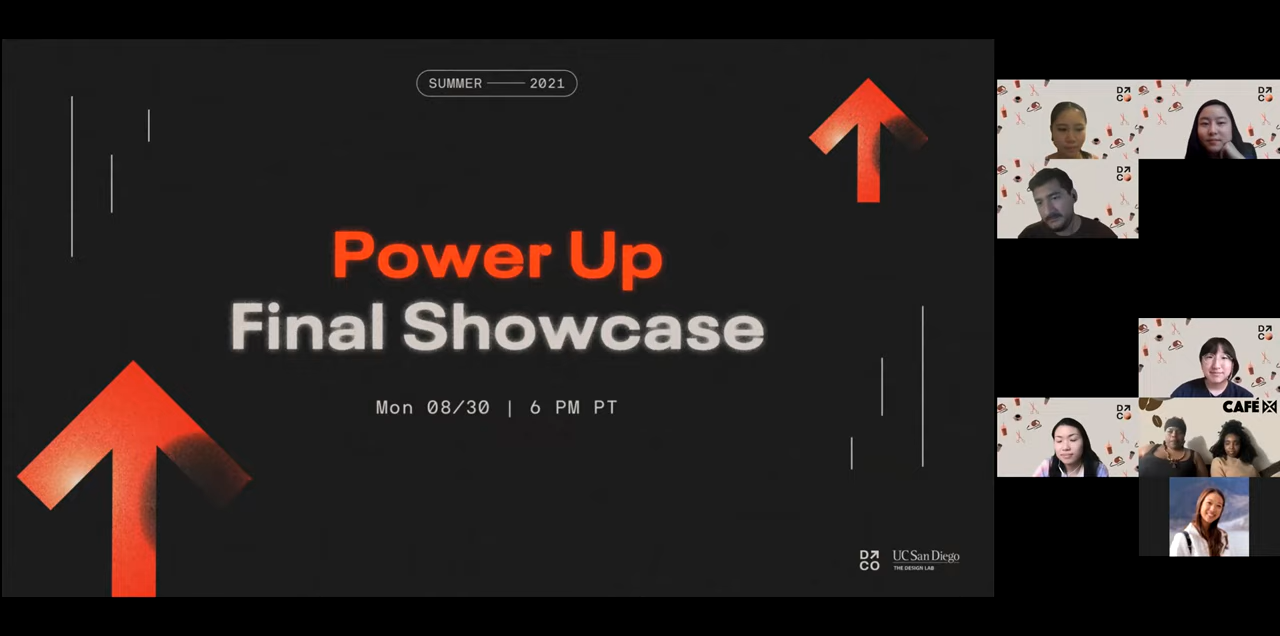 SUMMER 2021
Power Up
Final Showcase
Mon 08/30 | 6 PM PT
D↗
CO
UC San Diego
THE DESIGN LAB
D↗
C
D↗
C
D↗
C
D↗
C
D↗
C
CAFÉ X